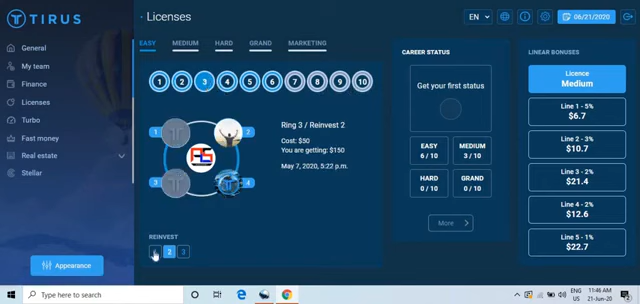 TIRUS
Licenses
EN
06/21/2020
General
My team
Finance
Licenses
Turbo
Fast money
Real estate
Stellar
Appearance
EASY
MEDIUM
HARD
GRAND
MARKETING
1 2 3 4 5 6 7 8 9 10
1
2
3
4
Ring 3 / Reinvest 2
Cost: $50
You are getting: $150
May 7, 2020, 5:22 p.m.
REINVEST
2 3
CAREER STATUS
Get your first status
EASY
6 / 10
MEDIUM
3 / 10
HARD
0 / 10
GRAND
0 / 10
More
LINEAR BONUSES
Licence
Medium
Line 1 - 5%
$6.7
Line 2 - 3%
$10.7
Line 3 - 2%
$21.4
Line 4 - 2%
$12.6
Line 5 - 1%
$22.7
Type here to search
ENG
US
11:46 AM
21-Jun-20